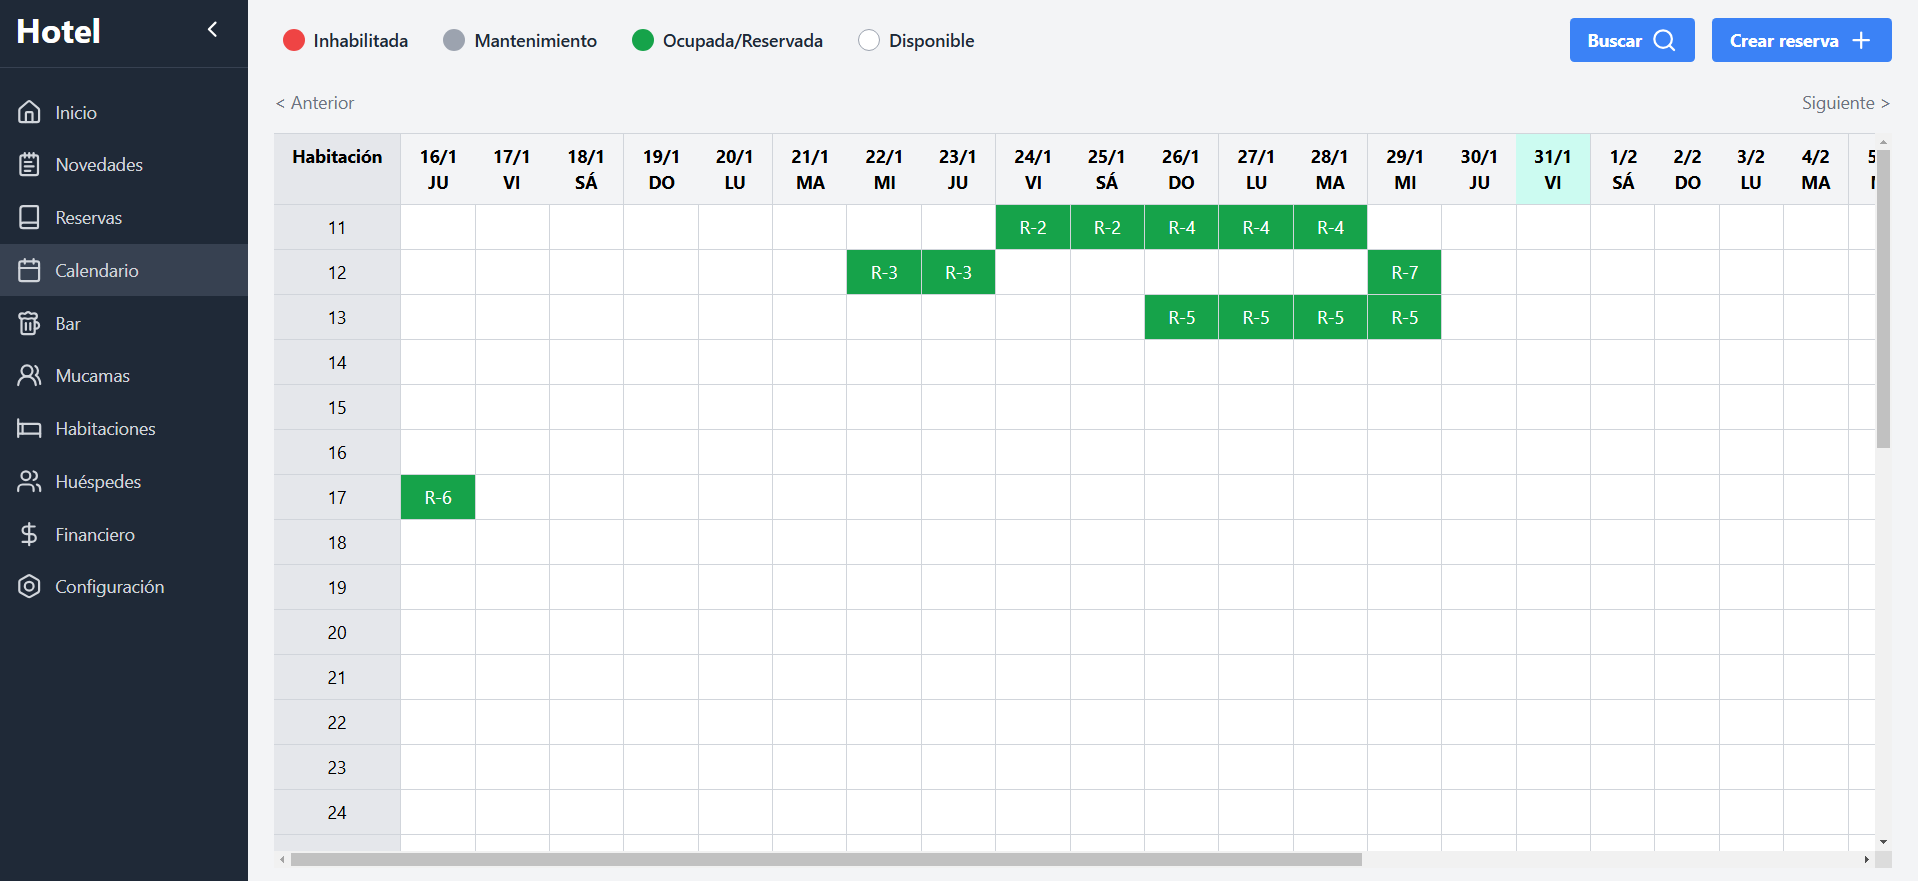 Hotel
Inicio
Novedades
Reservas
Calendario
Bar
Mucamas
Habitaciones
Huéspedes
Financiero
Configuración
Inhabilitada Mantenimiento Ocupada/Reservada Disponible
Buscar Crear reserva
< Anterior Siguiente >
Habitación 16/1 17/1 18/1 19/1 20/1 21/1 22/1 23/1 24/1 25/1 26/1 27/1 28/1 29/1 30/1 31/1 1/2 2/2 3/2 4/2 5
JU VI SÁ DO LU MA MI JU VI SÁ DO LU MA MI JU VI SÁ DO LU MA
11 R-2 R-2 R-4 R-4 R-4
12 R-3 R-3 R-7
13 R-5 R-5 R-5 R-5
14
15
16
17 R-6
18
19
20
21
22
23
24